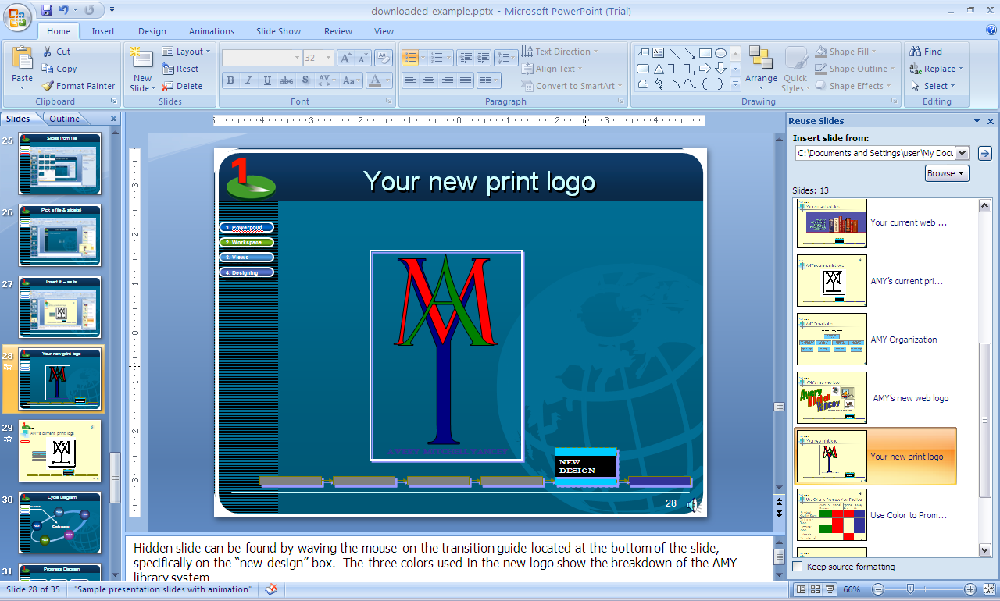 downloaded_example.pptx - Microsoft PowerPoint (Trial)
Home Insert Design Animations Slide Show Review View
Paste
Cut
Copy
Format Painter
Clipboard
New Slide
Layout
Reset
Delete
Slides
32
B I U abc S AV Aa A
Font
Text Direction
Align Text
Convert to SmartArt
Paragraph
Arrange
Quick Styles
Shape Fill
Shape Outline
Shape Effects
Drawing
Find
Replace
Select
Editing
Slides Outline
25
Slides from file
26
Pick a file & slide(s)
27
Insert it – as is
28
Your new print logo
29
AMY's current print logo
30
Cycle Diagram
31
Progress Diagram
Your new print logo
1
1. Powerpoint
2. Workspace
3. Views
4. Designing
NEW
DESIGN
28
Hidden slide can be found by waving the mouse on the transition guide located at the bottom of the slide,
specifically on the “new design” box. The three colors used in the new logo show the breakdown of the AMY
library system
Reuse Slides
Insert slide from:
C:\Documents and Settings\user\My Docu
Browse
Slides: 13
Your current web ...
AMY's current pri...
AMY Organization
AMY's new web logo
Your new print logo
Use Color to Prom...
Keep source formatting
Slide 28 of 35 "Sample presentation slides with animation" 66%